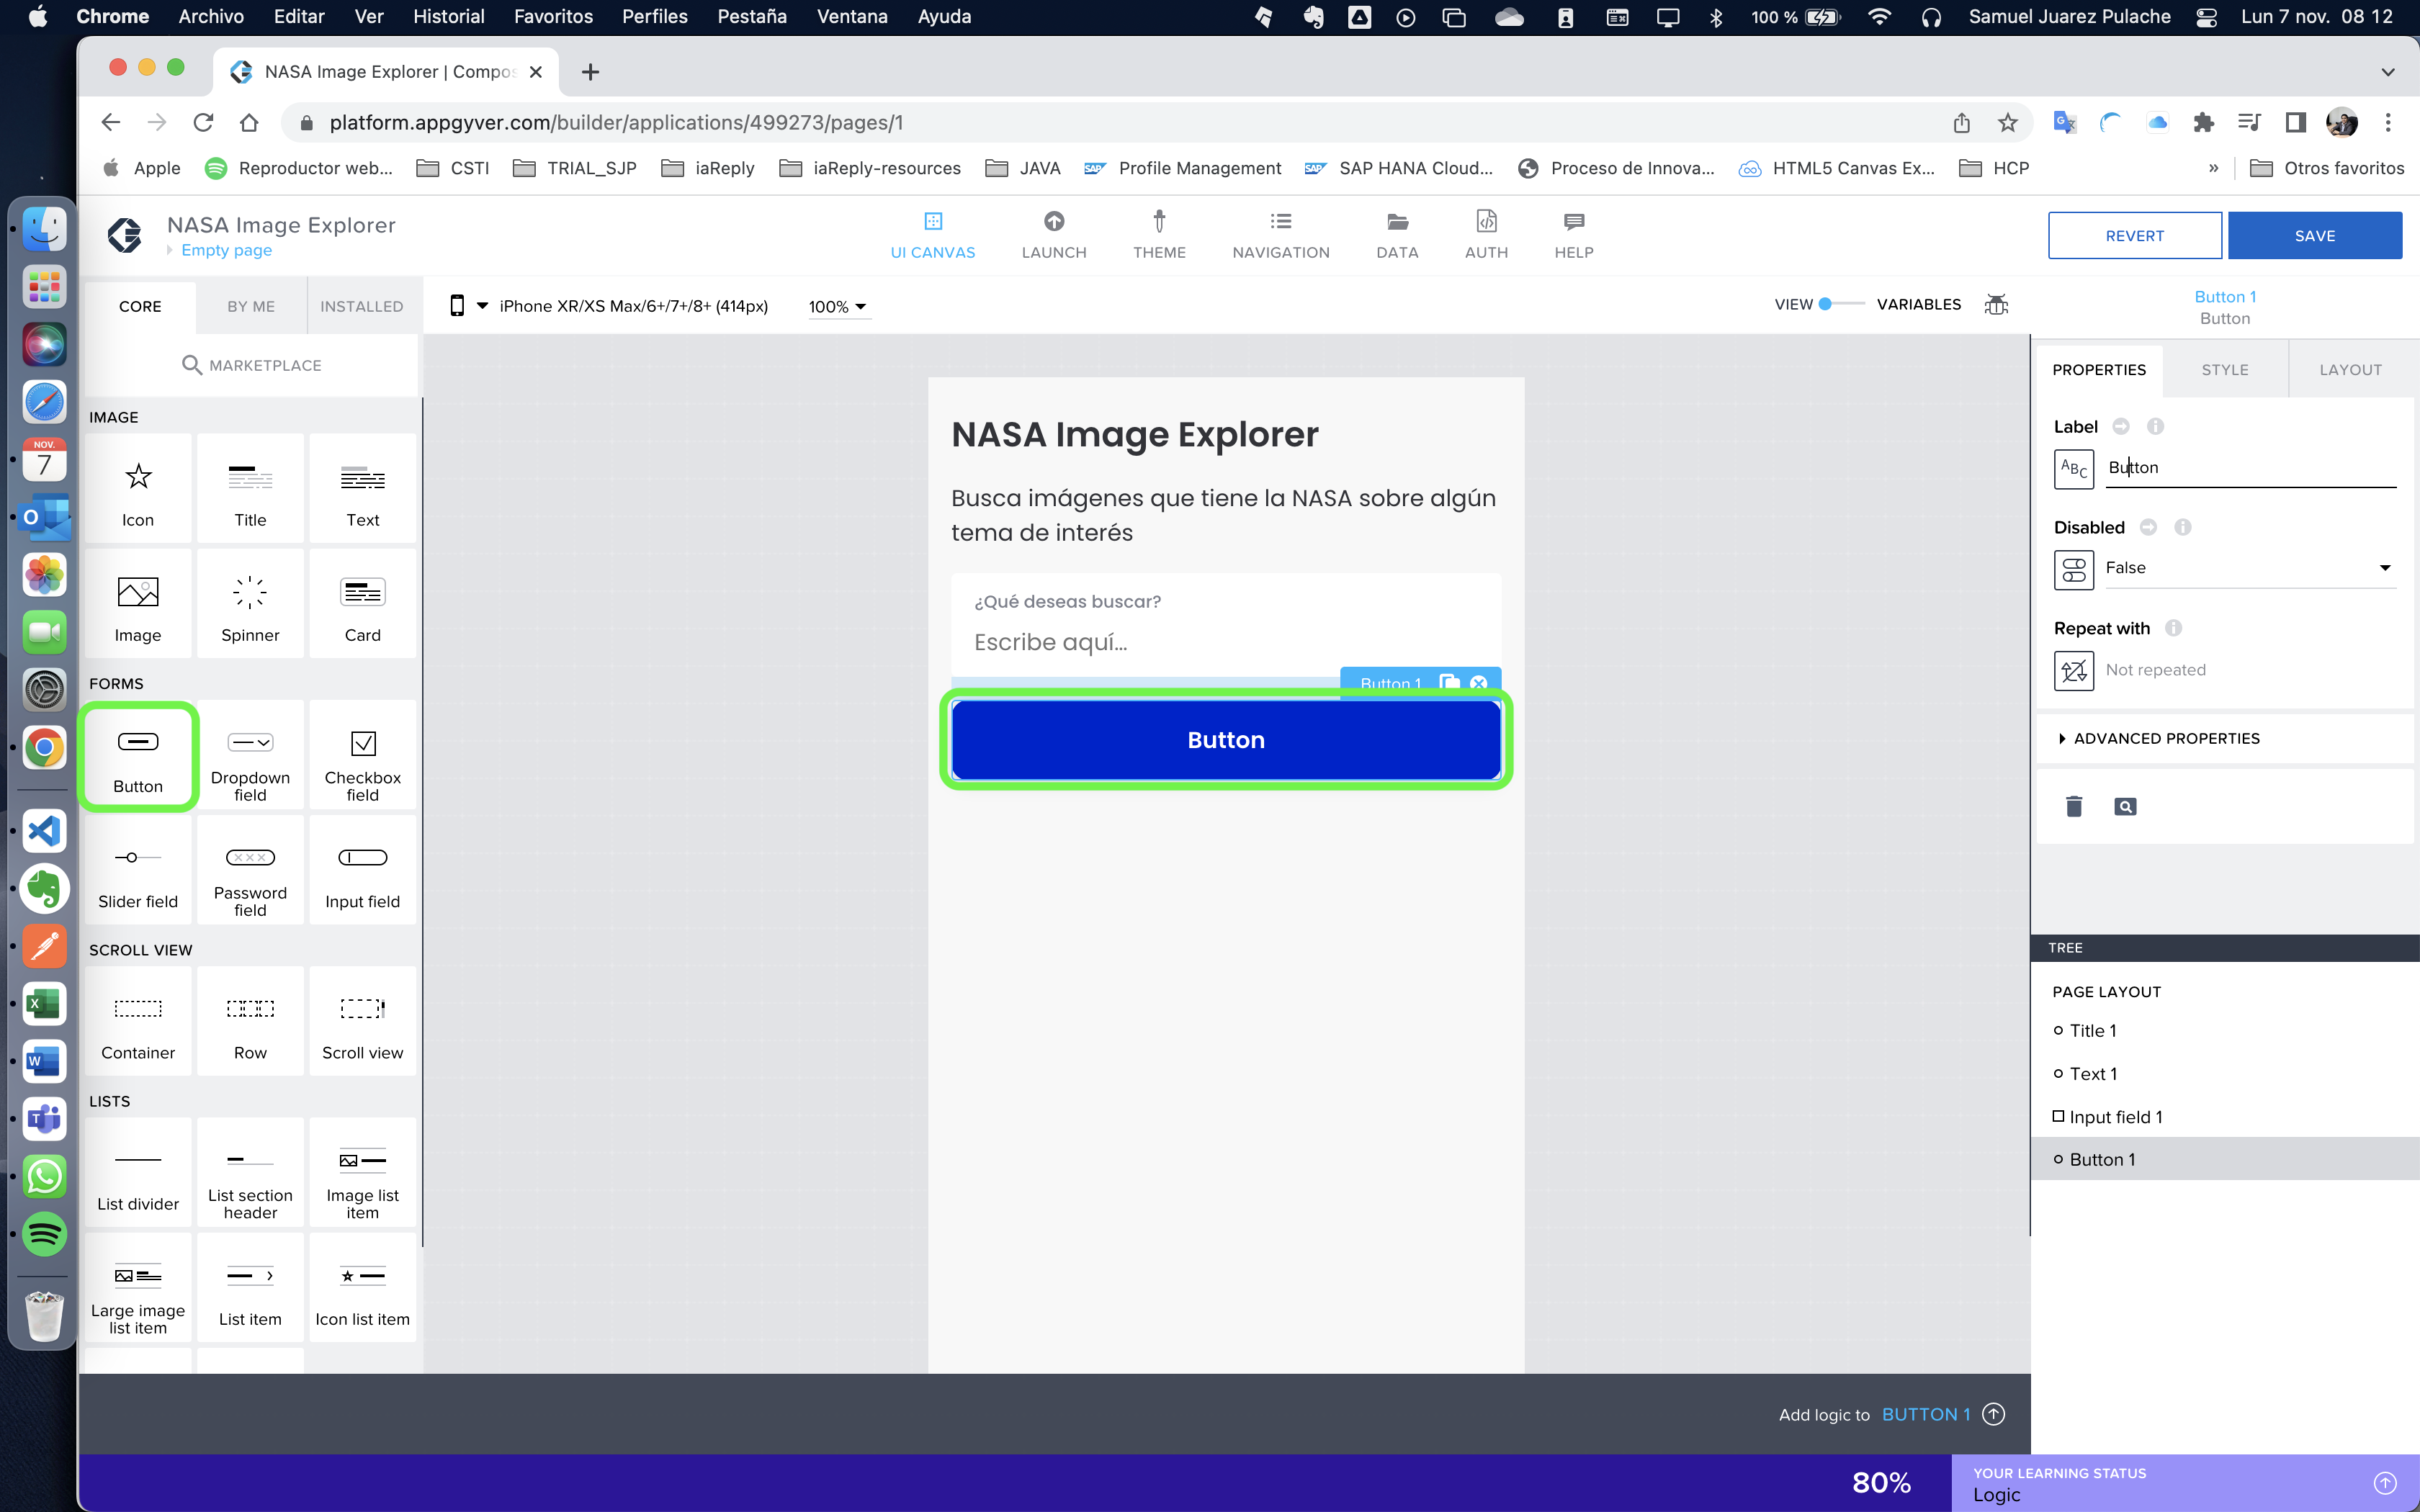 Chrome Archivo Editar Ver Historial Favoritos Perfiles Pestaña Ventana Ayuda 100 % Samuel Juarez Pulache Lun 7 nov. 08 12
NASA Image Explorer | Compos
platform.appgyver.com/builder/applications/499273/pages/1
Apple Reproductor web... CSTI TRIAL_SJP iaReply iaReply-resources JAVA SAP Profile Management SAP SAP HANA Cloud... Proceso de Innova... HTML5 Canvas Ex... HCP » Otros favoritos
NASA Image Explorer
Empty page
UI CANVAS LAUNCH THEME NAVIGATION DATA AUTH HELP
REVERT SAVE
CORE BY ME INSTALLED
iPhone XR/XS Max/6+/7+/8+ (414px) 100%
VIEW VARIABLES
Button 1
Button
MARKETPLACE
IMAGE
Icon Title Text
Image Spinner Card
FORMS
Button Dropdown field Checkbox field
Slider field Password field Input field
SCROLL VIEW
Container Row Scroll view
LISTS
List divider List section header Image list item
Large image list item List item Icon list item
NOV.
7
NASA Image Explorer
Busca imágenes que tiene la NASA sobre algún
tema de interés
¿Qué deseas buscar?
Escribe aquí...
Button 1
Button
PROPERTIES STYLE LAYOUT
Label
ABC Button
Disabled
False
Repeat with
Not repeated
ADVANCED PROPERTIES
TREE
PAGE LAYOUT
Title 1
Text 1
Input field 1
Button 1
Add logic to BUTTON 1
80%
YOUR LEARNING STATUS
Logic